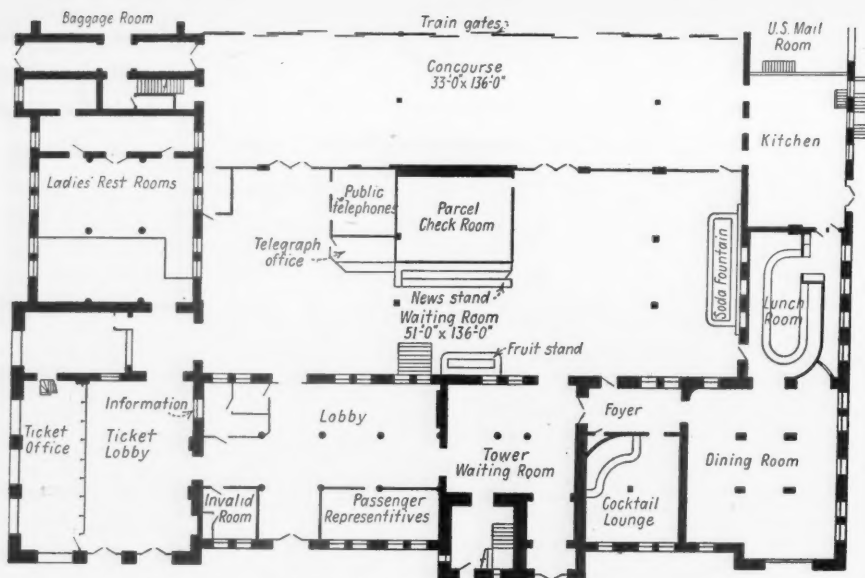 Baggage Room
Train gates
U.S. Mail
Room
Concourse
33'-0" x 136'-0"
Kitchen
Ladies' Rest Rooms
Public
telephones
Parcel
Check Room
Telegraph
office
Soda Fountain
News stand
Waiting Room
51'-0" x 136'-0"
Lunch
Room
Fruit stand
Information
Lobby
Foyer
Ticket
Office
Ticket
Lobby
Tower
Waiting Room
Dining Room
Invalid
Room
Passenger
Representitives
Cocktail
Lounge